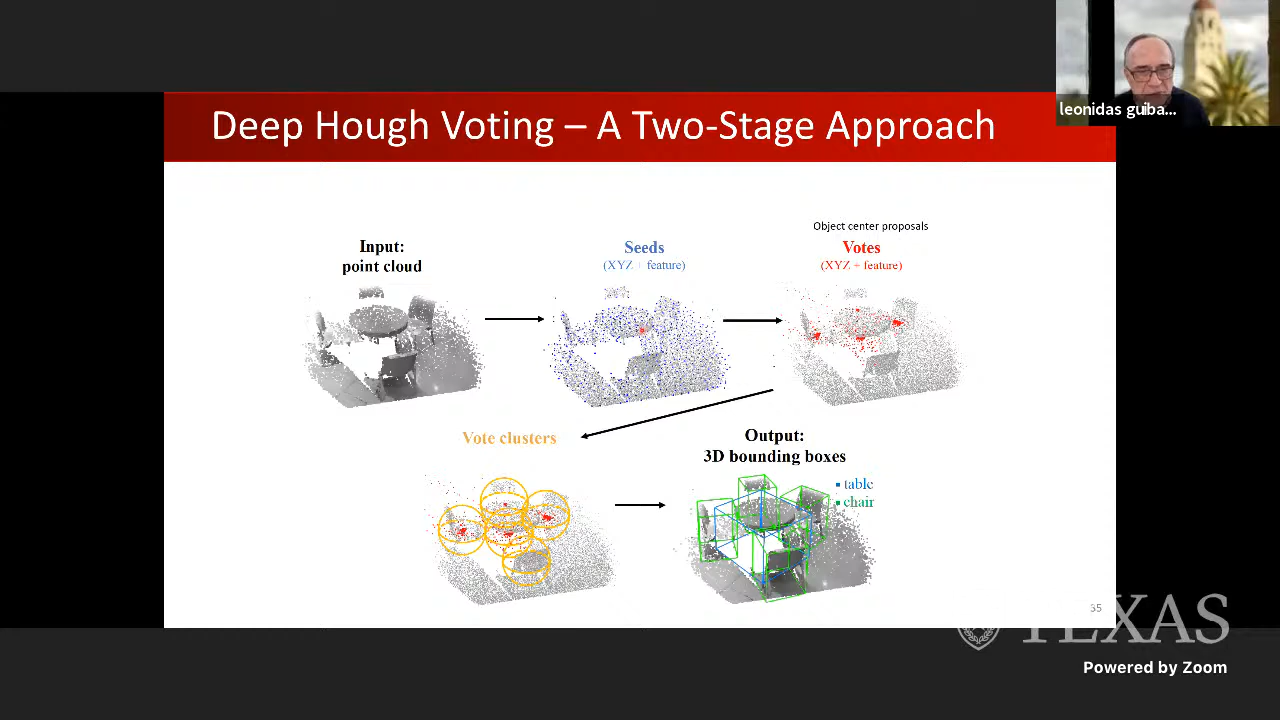 leonidas guiba...
Deep Hough Voting – A Two-Stage Approach
Object center proposals
Input:
point cloud
Seeds
(XYZ + feature)
Votes
(XYZ + feature)
Vote clusters
Output:
3D bounding boxes
table
chair
55
TEXAS
Powered by Zoom